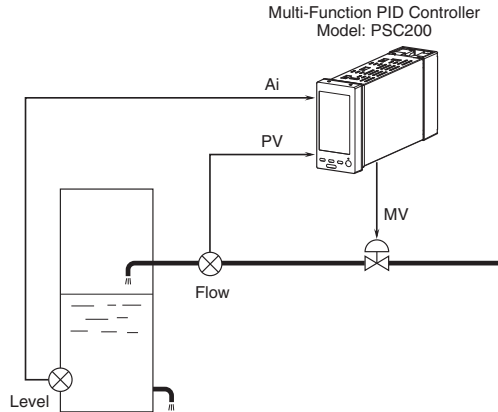 Multi-Function PID Controller
Model: PSC200
Ai
PV
MV
Flow
Level